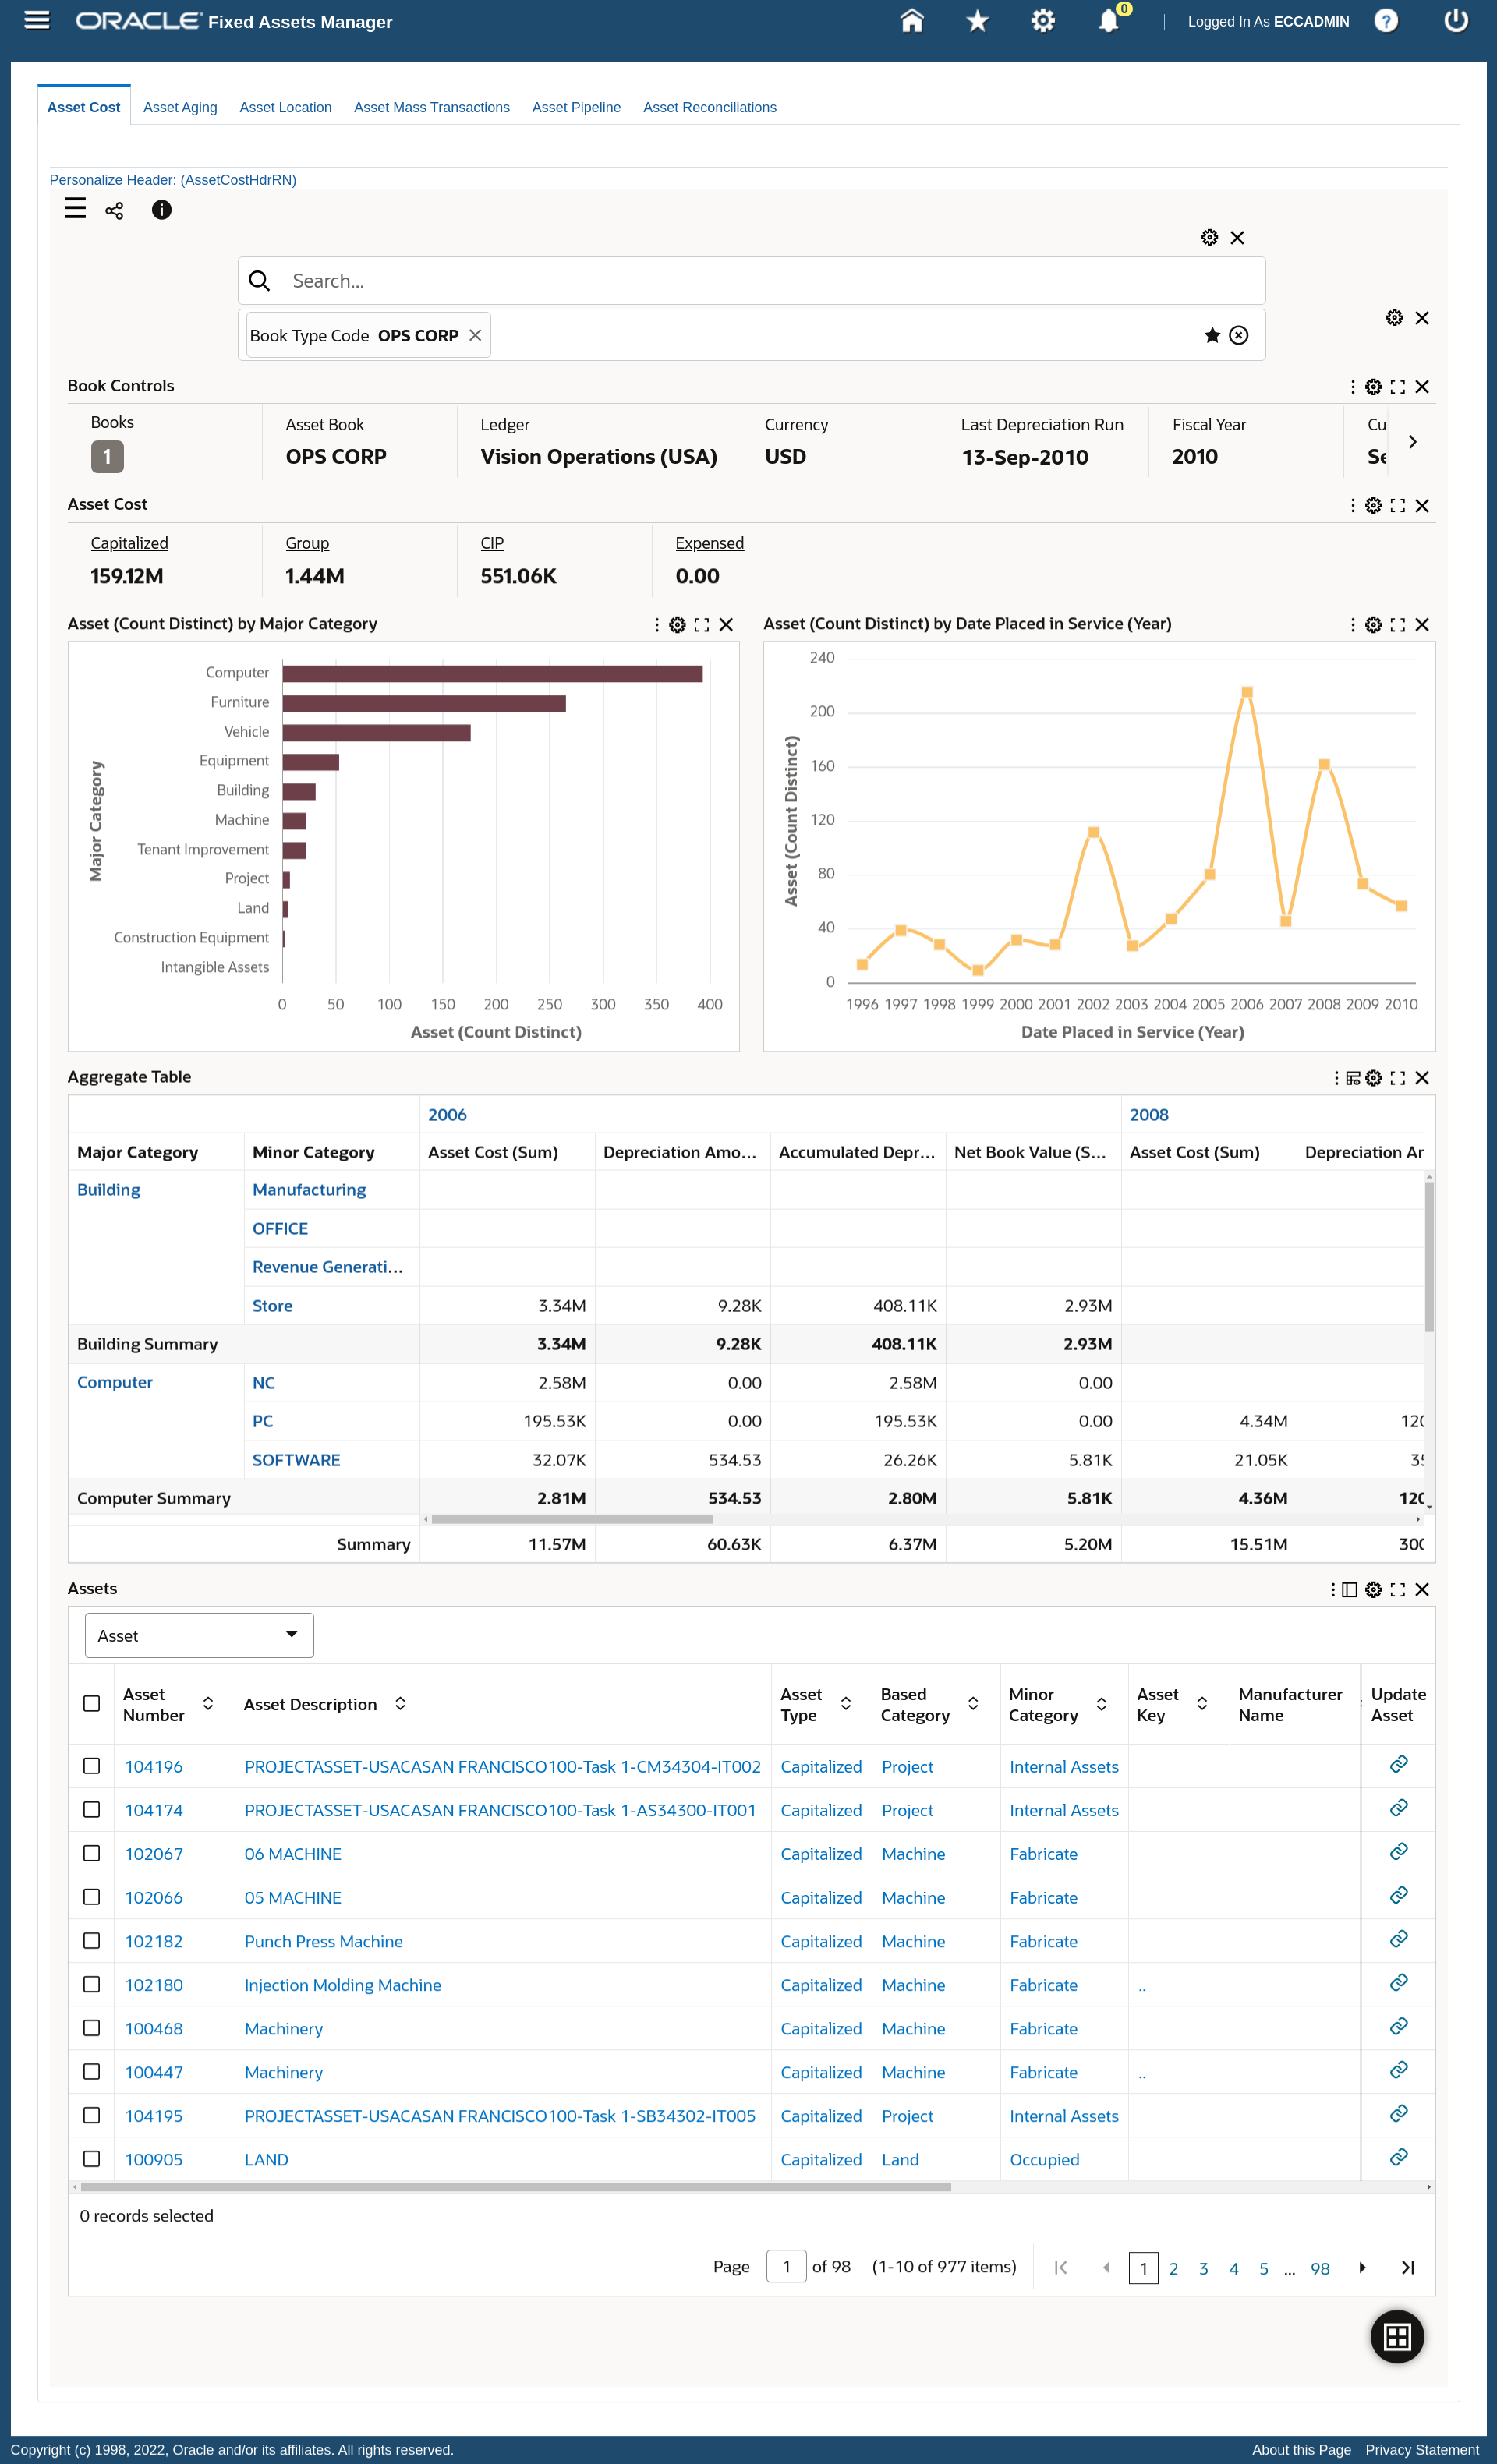 ORACLE Fixed Assets Manager
0
Logged In As ECCADMIN
Asset Cost Asset Aging Asset Location Asset Mass Transactions Asset Pipeline Asset Reconciliations
Personalize Header: (AssetCostHdrRN)
Search...
Book Type Code OPS CORP
Book Controls
Books Asset Book Ledger Currency Last Depreciation Run Fiscal Year Cu
1 OPS CORP Vision Operations (USA) USD 13-Sep-2010 2010 Se
Asset Cost
Capitalized Group CIP Expensed
159.12M 1.44M 551.06K 0.00
Asset (Count Distinct) by Major Category
Major Category
Computer
Furniture
Vehicle
Equipment
Building
Machine
Tenant Improvement
Project
Land
Construction Equipment
Intangible Assets
0 50 100 150 200 250 300 350 400
Asset (Count Distinct)
Asset (Count Distinct) by Date Placed in Service (Year)
Asset (Count Distinct)
240
200
160
120
80
40
0
1996 1997 1998 1999 2000 2001 2002 2003 2004 2005 2006 2007 2008 2009 2010
Date Placed in Service (Year)
Aggregate Table
2006 2008
Major Category Minor Category Asset Cost (Sum) Depreciation Amo... Accumulated Depr... Net Book Value (S... Asset Cost (Sum) Depreciation Ar
Building Manufacturing
OFFICE
Revenue Generati...
Store 3.34M 9.28K 408.11K 2.93M
Building Summary 3.34M 9.28K 408.11K 2.93M
Computer NC 2.58M 0.00 2.58M 0.00
PC 195.53K 0.00 195.53K 0.00 4.34M 120
SOFTWARE 32.07K 534.53 26.26K 5.81K 21.05K 35
Computer Summary 2.81M 534.53 2.80M 5.81K 4.36M 120
Summary 11.57M 60.63K 6.37M 5.20M 15.51M 300
Assets
Asset
Asset Number Asset Description Asset Type Based Category Minor Category Asset Key Manufacturer Name Update Asset
104196 PROJECTASSET-USACASAN FRANCISCO100-Task 1-CM34304-IT002 Capitalized Project Internal Assets
104174 PROJECTASSET-USACASAN FRANCISCO100-Task 1-AS34300-IT001 Capitalized Project Internal Assets
102067 06 MACHINE Capitalized Machine Fabricate
102066 05 MACHINE Capitalized Machine Fabricate
102182 Punch Press Machine Capitalized Machine Fabricate
102180 Injection Molding Machine Capitalized Machine Fabricate ..
100468 Machinery Capitalized Machine Fabricate
100447 Machinery Capitalized Machine Fabricate ..
104195 PROJECTASSET-USACASAN FRANCISCO100-Task 1-SB34302-IT005 Capitalized Project Internal Assets
100905 LAND Capitalized Land Occupied
0 records selected
Page 1 of 98 (1-10 of 977 items) 1 2 3 4 5 ... 98
Copyright (c) 1998, 2022, Oracle and/or its affiliates. All rights reserved.
About this Page Privacy Statement